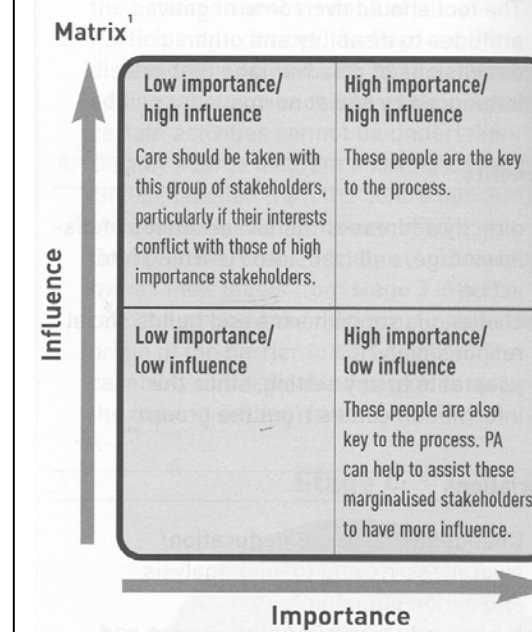 Matrix¹
Low importance/
high influence
Care should be taken with
this group of stakeholders,
particularly if their interests
conflict with those of high
importance stakeholders.
High importance/
high influence
These people are the key
to the process.
Low importance/
low influence
High importance/
low influence
These people are also
key to the process. PA
can help to assist these
marginalised stakeholders
to have more influence.
Influence
Importance